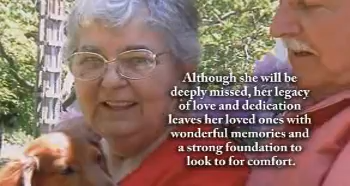 Although she will be
deeply missed, her legacy
of love and dedication
leaves her loved ones with
wonderful memories and
a strong foundation to
look to for comfort.